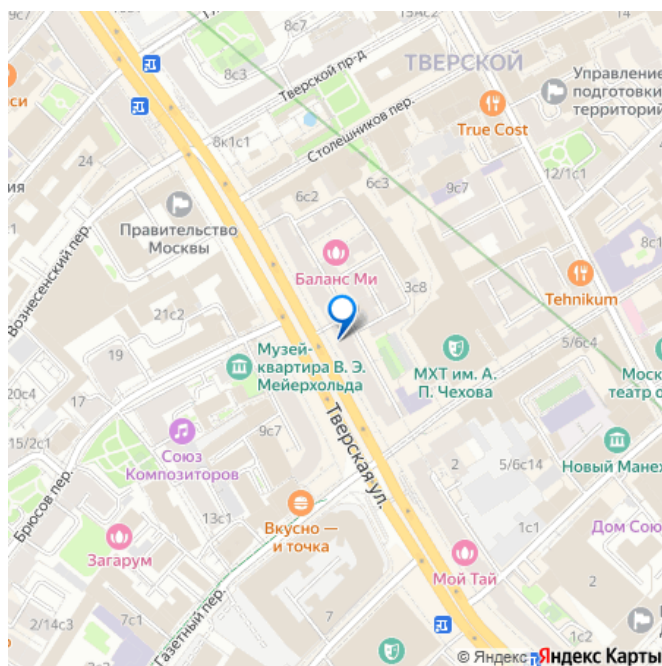 9с7
8с7
15Ас2
8с3
Тверской пр-д
ТВЕРСКОЙ
Управление
подготовки
территорий
True Cost
8к1с1
Столешников пер.
24
6с2
6с3
9с7
12/1с1
Правительство
Москвы
Вознесенский пер.
Баланс Ми
3с8
8с1
Tehnikum
21с2
19
Музей-
квартира В. Э.
Мейерхольда
5/6с4
МХТ им. А.
П. Чехова
Моск
театр о
17
15/2с1
Союз
Композиторов
9с7
Тверская ул.
2
5/6с14
Новый Манеж
Брюсов пер.
13с1
Вкусно —
и точка
Загарум
1с1
Дом Сою
Мой Тай
Газетный пер.
7
2
2/14с3
7с1
1с2
© Яндекс
Яндекс Карты